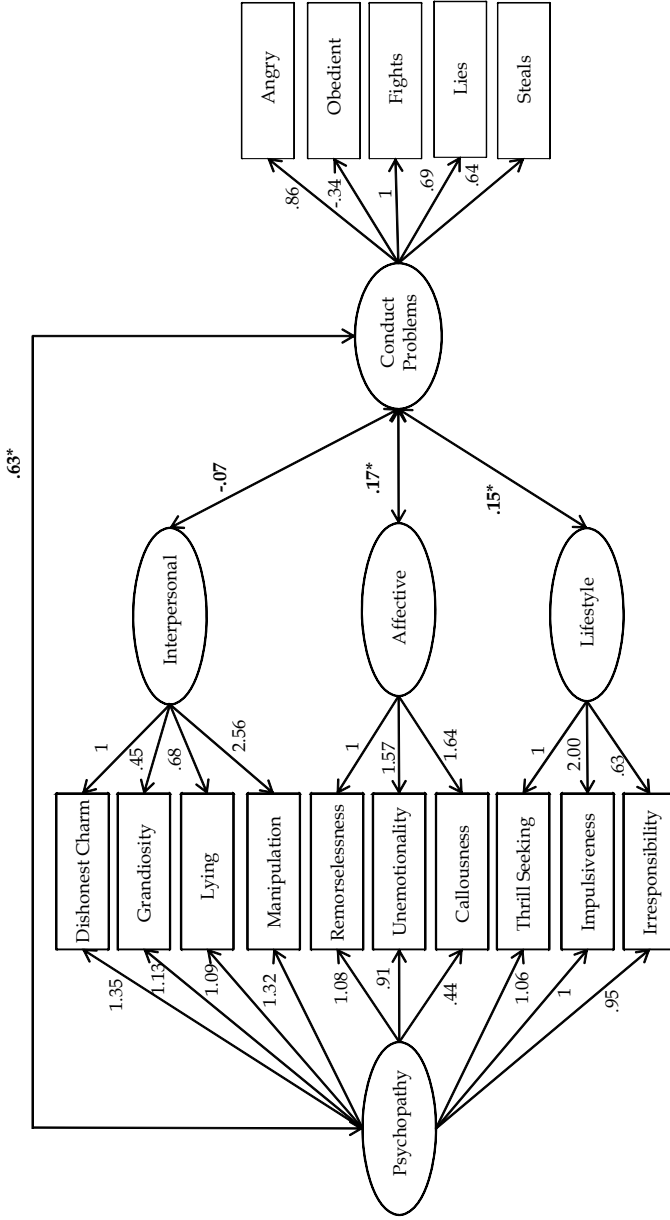 .63*
Psychopathy
1.35
1.13
1.09
1.32
1.08
.91
.44
1.06
1
.95
Dishonest Charm
Grandiosity
Lying
Manipulation
Remorselessness
Unemotionality
Callousness
Thrill Seeking
Impulsiveness
Irresponsibility
1
.45
.68
2.56
1
1.57
1.64
1
2.00
.63
Interpersonal
Affective
Lifestyle
-.07
.17*
.15*
Conduct
Problems
.86
-.34
1
.69
.64
Angry
Obedient
Fights
Lies
Steals